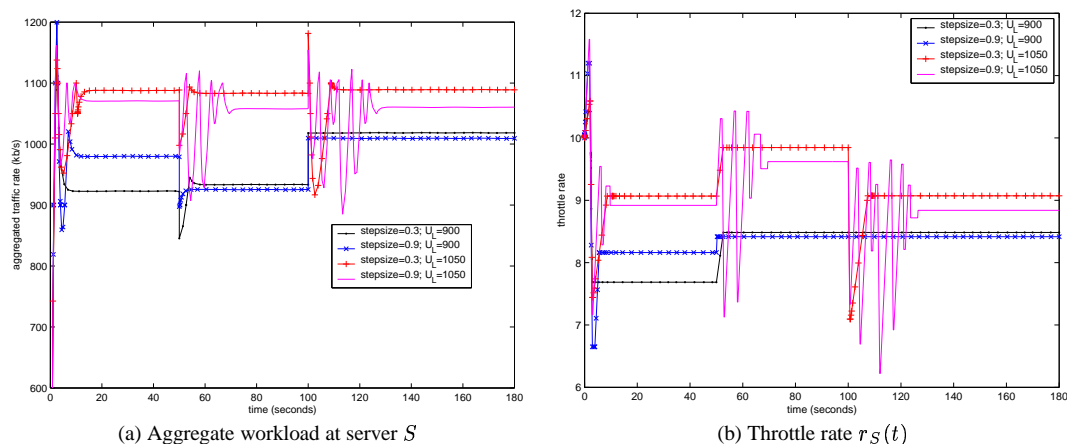 1200
1100
1000
900
800
700
600
0
20
40
60
80
100
120
140
160
180
aggregated traffic rate (kb/s)
time (seconds)
stepsize=0.3; U_L=900
stepsize=0.9; U_L=900
stepsize=0.3; U_L=1050
stepsize=0.9; U_L=1050
(a) Aggregate workload at server S
12
11
10
9
8
7
6
0
20
40
60
80
100
120
140
160
180
throttle rate
time (seconds)
stepsize=0.3; U_L=900
stepsize=0.9; U_L=900
stepsize=0.3; U_L=1050
stepsize=0.9; U_L=1050
(b) Throttle rate r_S(t)